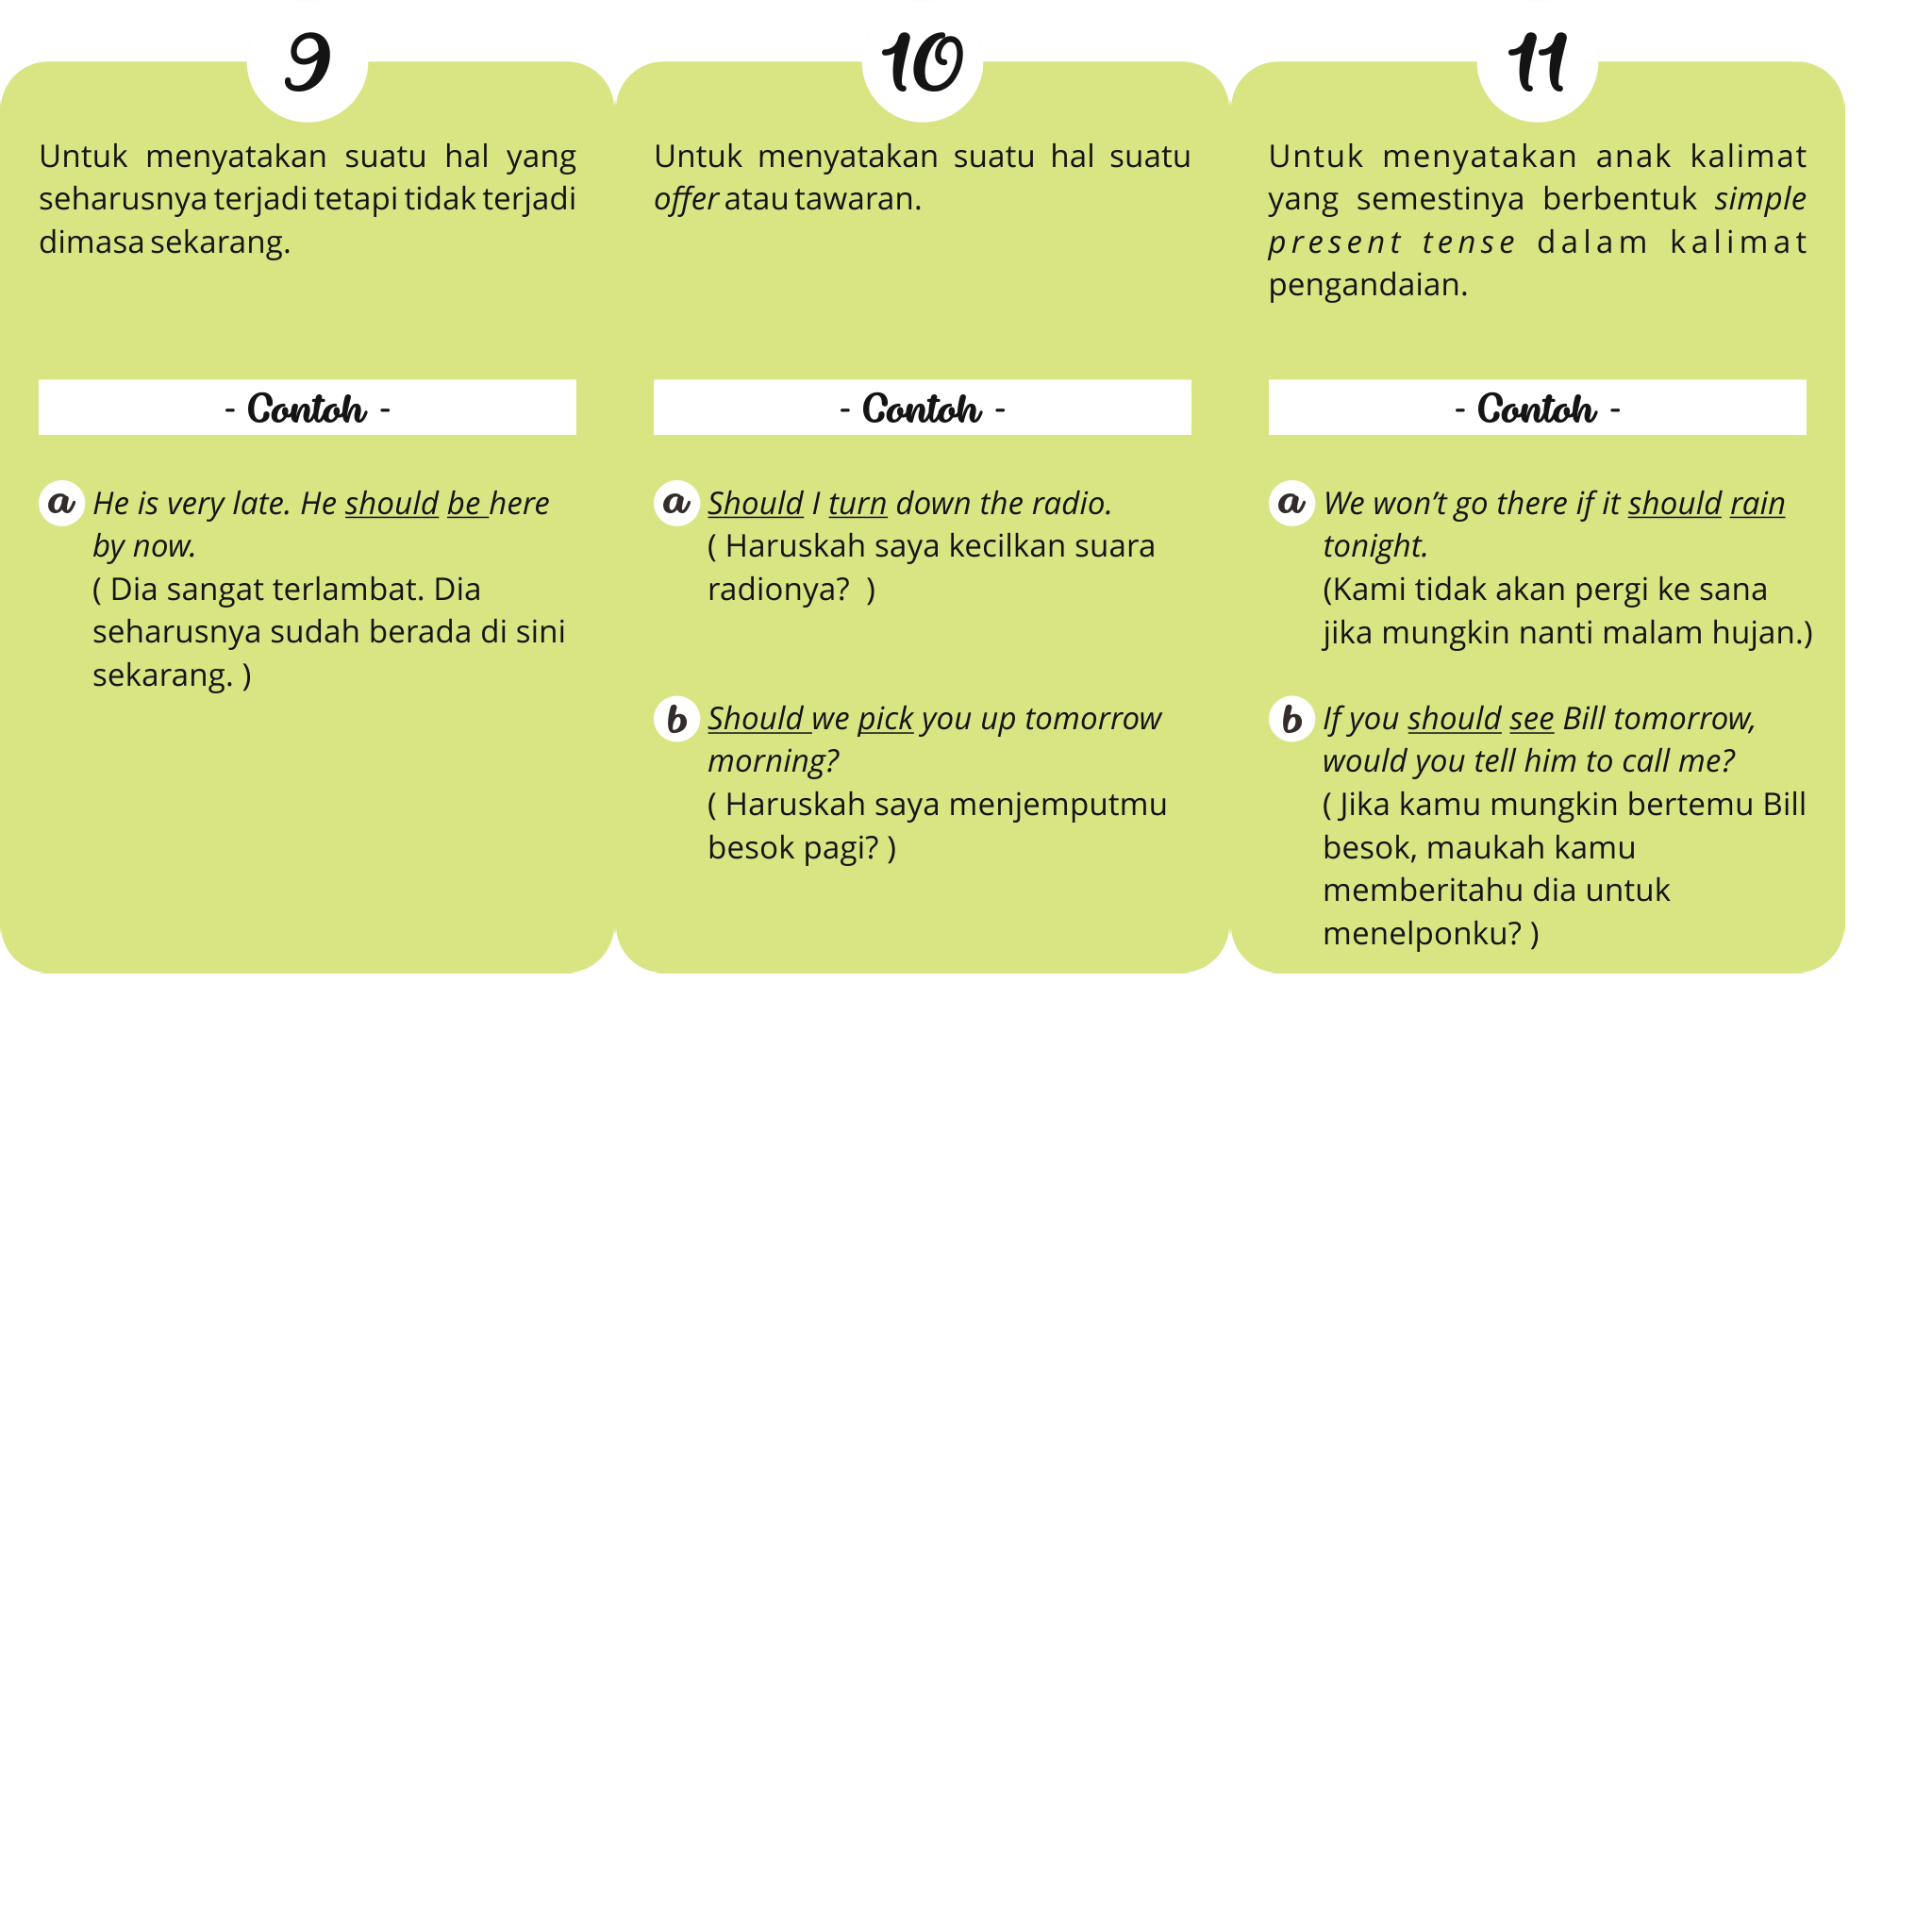 9
Untuk menyatakan suatu hal yang
seharusnya terjadi tetapi tidak terjadi
dimasa sekarang.
- Contoh -
a He is very late. He should be here
by now.
( Dia sangat terlambat. Dia
seharusnya sudah berada di sini
sekarang. )
10
Untuk menyatakan suatu hal suatu
offer atau tawaran.
- Contoh -
a Should I turn down the radio.
( Haruskah saya kecilkan suara
radionya? )
b Should we pick you up tomorrow
morning?
( Haruskah saya menjemputmu
besok pagi? )
11
Untuk menyatakan anak kalimat
yang semestinya berbentuk simple
present tense dalam kalimat
pengandaian.
- Contoh -
a We won’t go there if it should rain
tonight.
(Kami tidak akan pergi ke sana
jika mungkin nanti malam hujan.)
b If you should see Bill tomorrow,
would you tell him to call me?
( Jika kamu mungkin bertemu Bill
besok, maukah kamu
memberitahu dia untuk
menelponku? )